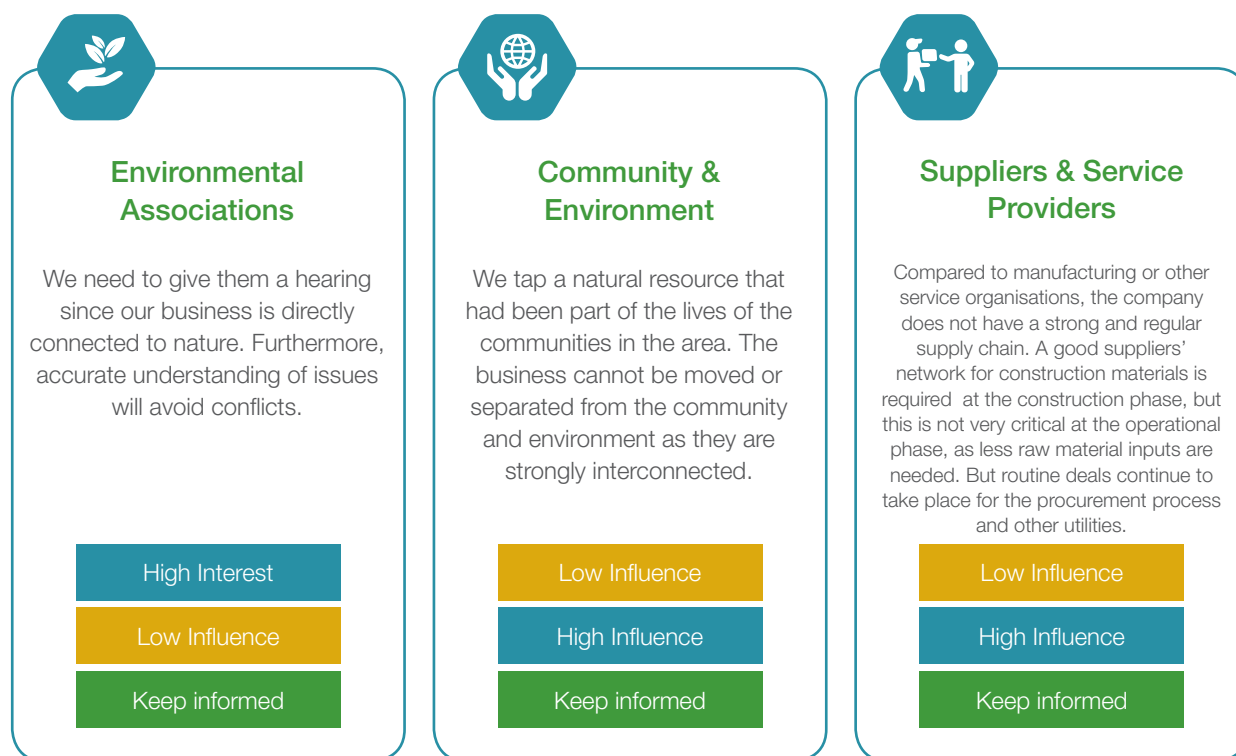 Environmental
Associations
We need to give them a hearing
since our business is directly
connected to nature. Furthermore,
accurate understanding of issues
will avoid conflicts.
High Interest
Low Influence
Keep informed
Community &
Environment
We tap a natural resource that
had been part of the lives of the
communities in the area. The
business cannot be moved or
separated from the community
and environment as they are
strongly interconnected.
Low Influence
High Influence
Keep informed
Suppliers & Service
Providers
Compared to manufacturing or other
service organisations, the company
does not have a strong and regular
supply chain. A good suppliers’
network for construction materials is
required at the construction phase, but
this is not very critical at the operational
phase, as less raw material inputs are
needed. But routine deals continue to
take place for the procurement process
and other utilities.
Low Influence
High Influence
Keep informed